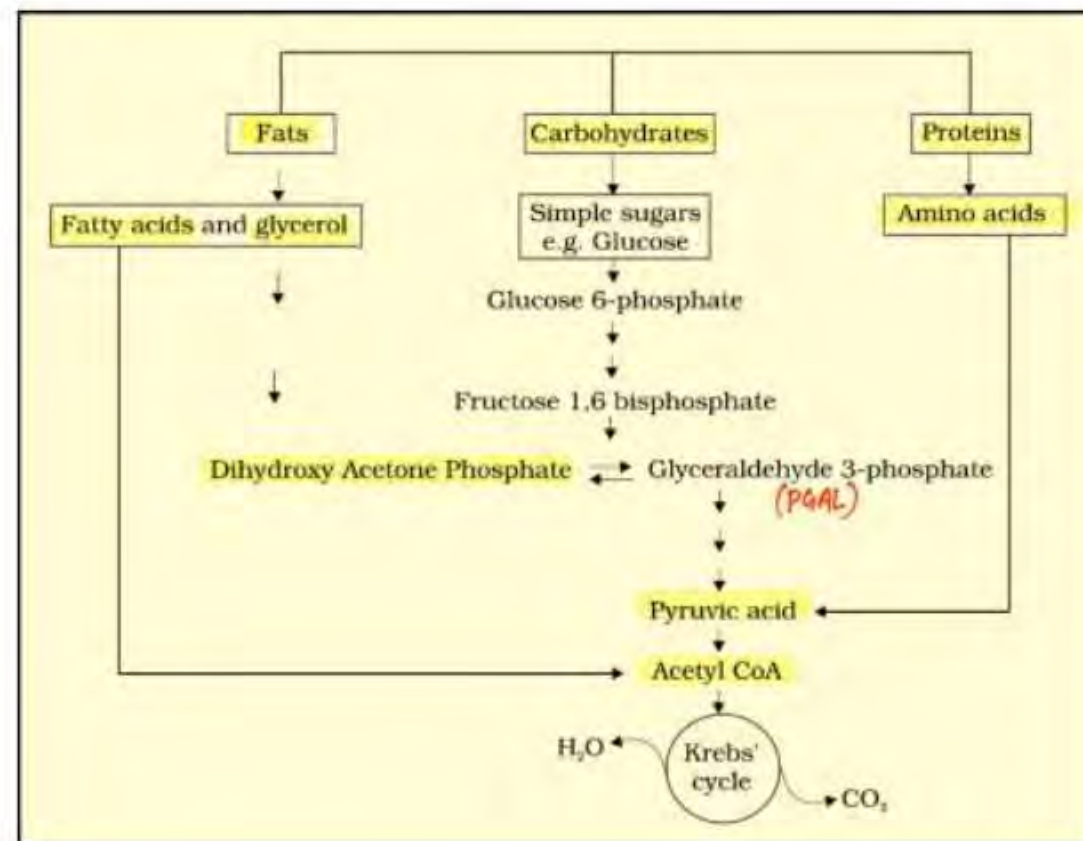 Fats
Carbohydrates
Proteins
Fatty acids and glycerol
Simple sugars
e.g. Glucose
Amino acids
Glucose 6-phosphate
Fructose 1,6 bisphosphate
Dihydroxy Acetone Phosphate
Glyceraldehyde 3-phosphate
(PGAL)
Pyruvic acid
Acetyl CoA
H₂O
Krebs'
cycle
CO₂